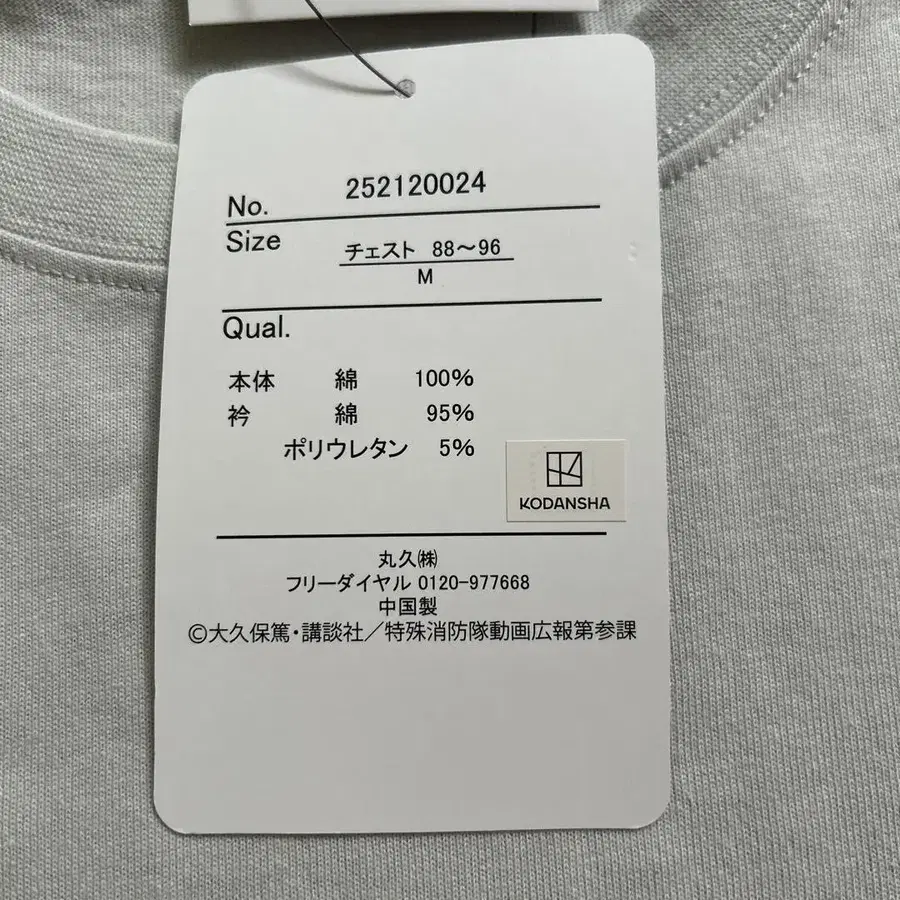 No. 252120024
Size チェスト 88～96
M
Qual.
本体 綿 100%
衿 綿 95%
ポリウレタン 5%
KODANSHA
丸久㈱
フリーダイヤル 0120-977668
中国製
©大久保篤・講談社／特殊消防隊動画広報第参課